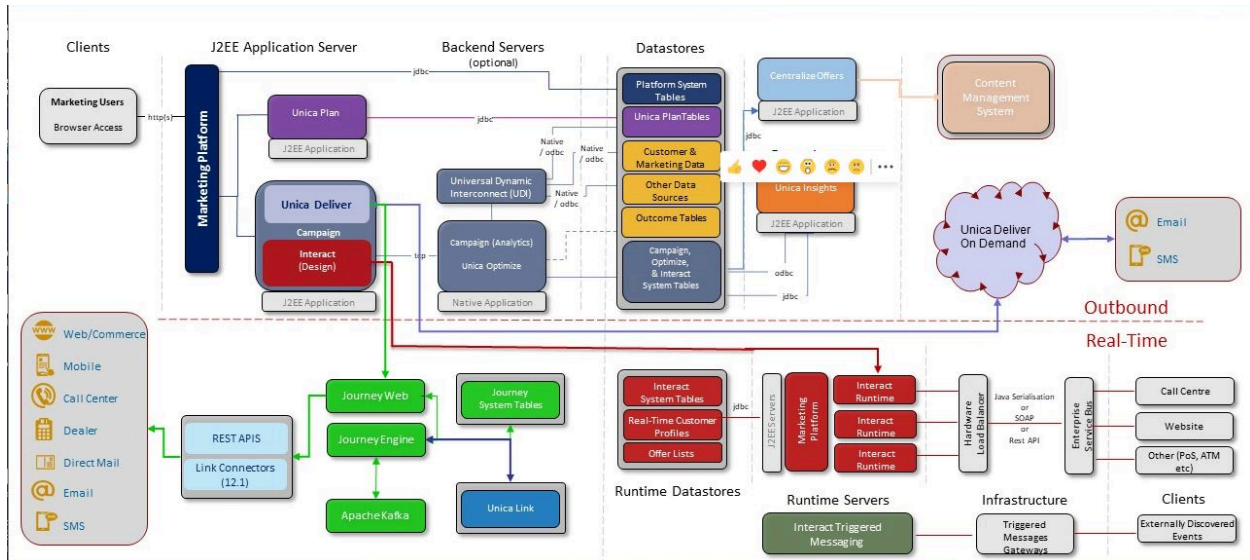 Clients
J2EE Application Server
Backend Servers
(optional)
Datastores
Marketing Users
Browser Access
http(s)
Marketing Platform
jdbc
Unica Plan
J2EE Application
jdbc
Unica Deliver
Campaign
Interact
(Design)
J2EE Application
tcp
Universal Dynamic
Interconnect (UDI)
Campaign (Analytics)
Unica Optimize
Native Application
Native
/ odbc
Native
/ odbc
Native
/ odbc
Platform System
Tables
Unica PlanTables
Customer &
Marketing Data
Other Data
Sources
Outcome Tables
Campaign,
Optimize,
& Interact
System Tables
Centralize Offers
J2EE Application
jdbc
Unica Insights
J2EE Application
odbc
jdbc
Content
Management
System
Unica Deliver
On Demand
Email
SMS
Outbound
Real-Time
www
Web/Commerce
Mobile
Call Center
Dealer
Direct Mail
Email
SMS
REST APIS
Link Connectors
(12.1)
Journey Web
Journey Engine
Apache Kafka
Journey
System Tables
Unica Link
Interact
System Tables
Real-Time Customer
Profiles
Offer Lists
Runtime Datastores
jdbc
J2EE Servers
Marketing
Platform
Interact
Runtime
Interact
Runtime
Interact
Runtime
Hardware
Load Balancer
Java Serialisation
or
SOAP
or
Rest API
Enterprise
Service Bus
Call Centre
Website
Other (PoS, ATM
etc)
Runtime Servers
Infrastructure
Clients
Interact Triggered
Messaging
Triggered
Messages
Gateways
Externally Discovered
Events